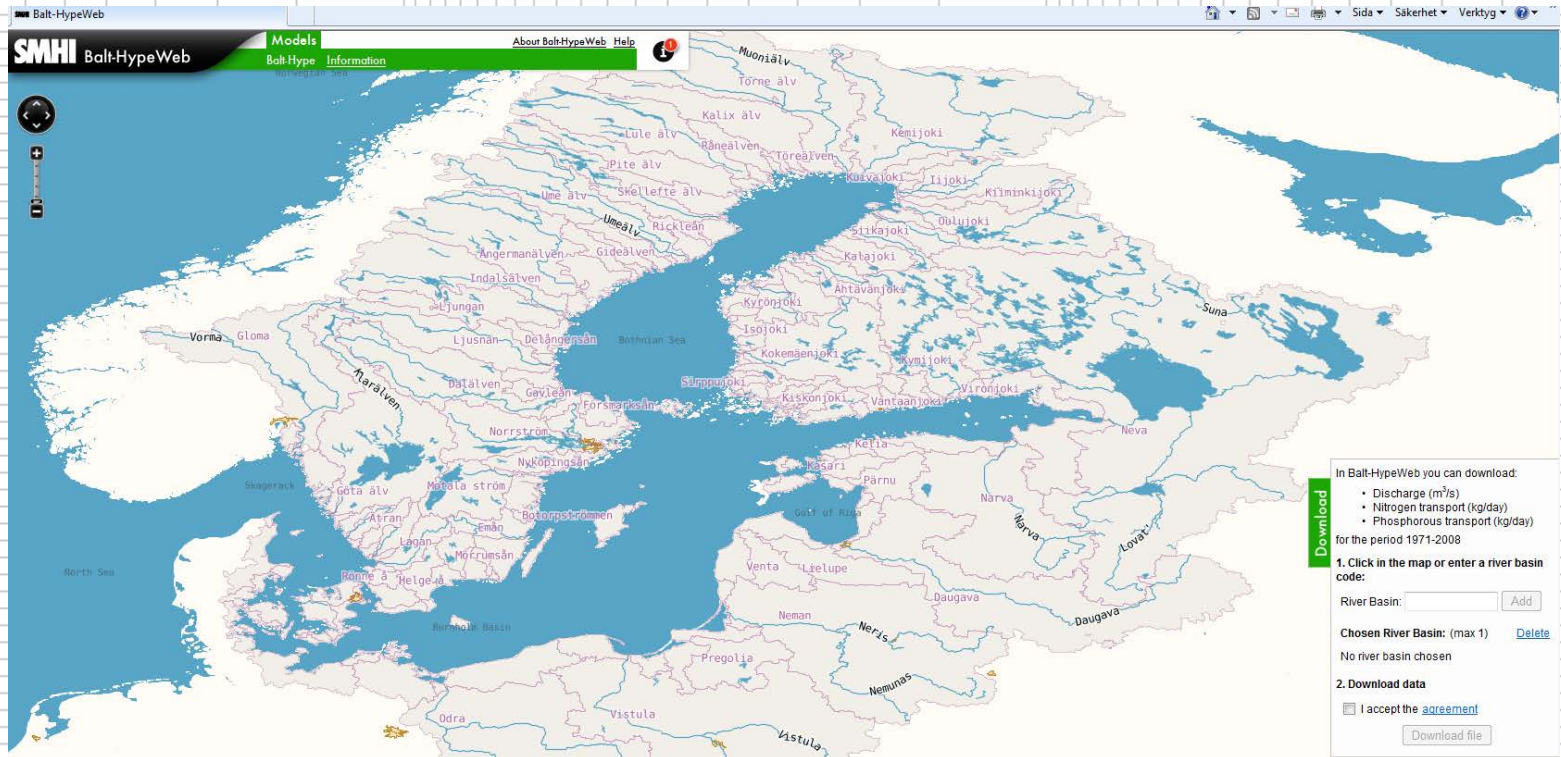 SMHI Balt-HypeWeb
Sida Säkerhet Verktyg
SMHI Balt-HypeWeb
Models
About Balt-HypeWeb Help
1
Balt-Hype Information
Norwegian Sea
Muoniälv
Torne älv
Kalix älv
Kemijoki
Lule älv
Råneälven
Töreälven
Pite älv
Kuivajoki
Iijoki
Skellefte älv
Kiiminkijoki
Ume älv
Umeälv
Rickleån
Oulujoki
Siikajoki
Ångermanälven
Gideälven
Kalajoki
Indalsälven
Ähtävänjoki
Ljungan
Kyrönjoki
Suna
Vorma
Gloma
Ljusnan
Delångersån
Bothnian Sea
Isojoki
Kokemäenjoki
Kymijoki
Klarälven
Dalälven
Sirppujoki
Gavleån
Virojoki
Forsmarksån
Kiskonjoki
Vantaanjoki
Norrström
Neva
Keila
Nyköpingsån
Kasari
Skagerack
Göta älv
Motala ström
Pärnu
Narva
Gulf of Riga
Ätran
Emån
Botorpströmmen
Narva
Lovat'
Lagan
Mörrumsån
North Sea
Venta
Lielupe
Rönne å
Helge å
Daugava
Daugava
Neman
Neris
Bornholm Basin
Pregolia
Nemunas
Odra
Vistula
Vistula
Download
In Balt-HypeWeb you can download:
• Discharge (m³/s)
• Nitrogen transport (kg/day)
• Phosphorous transport (kg/day)
for the period 1971-2008
1. Click in the map or enter a river basin
code:
River Basin: Add
Chosen River Basin: (max 1) Delete
No river basin chosen
2. Download data
I accept the agreement
Download file